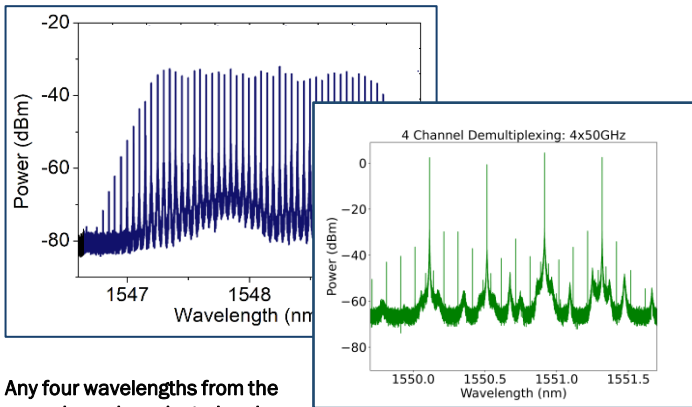 -20
-40
-60
-80
Power (dBm)
1547
1548
Wavelength (nm
4 Channel Demultiplexing: 4x50GHz
0
−20
−40
−60
−80
Power (dBm)
1550.0
1550.5
1551.0
1551.5
Wavelength (nm)
Any four wavelengths from the